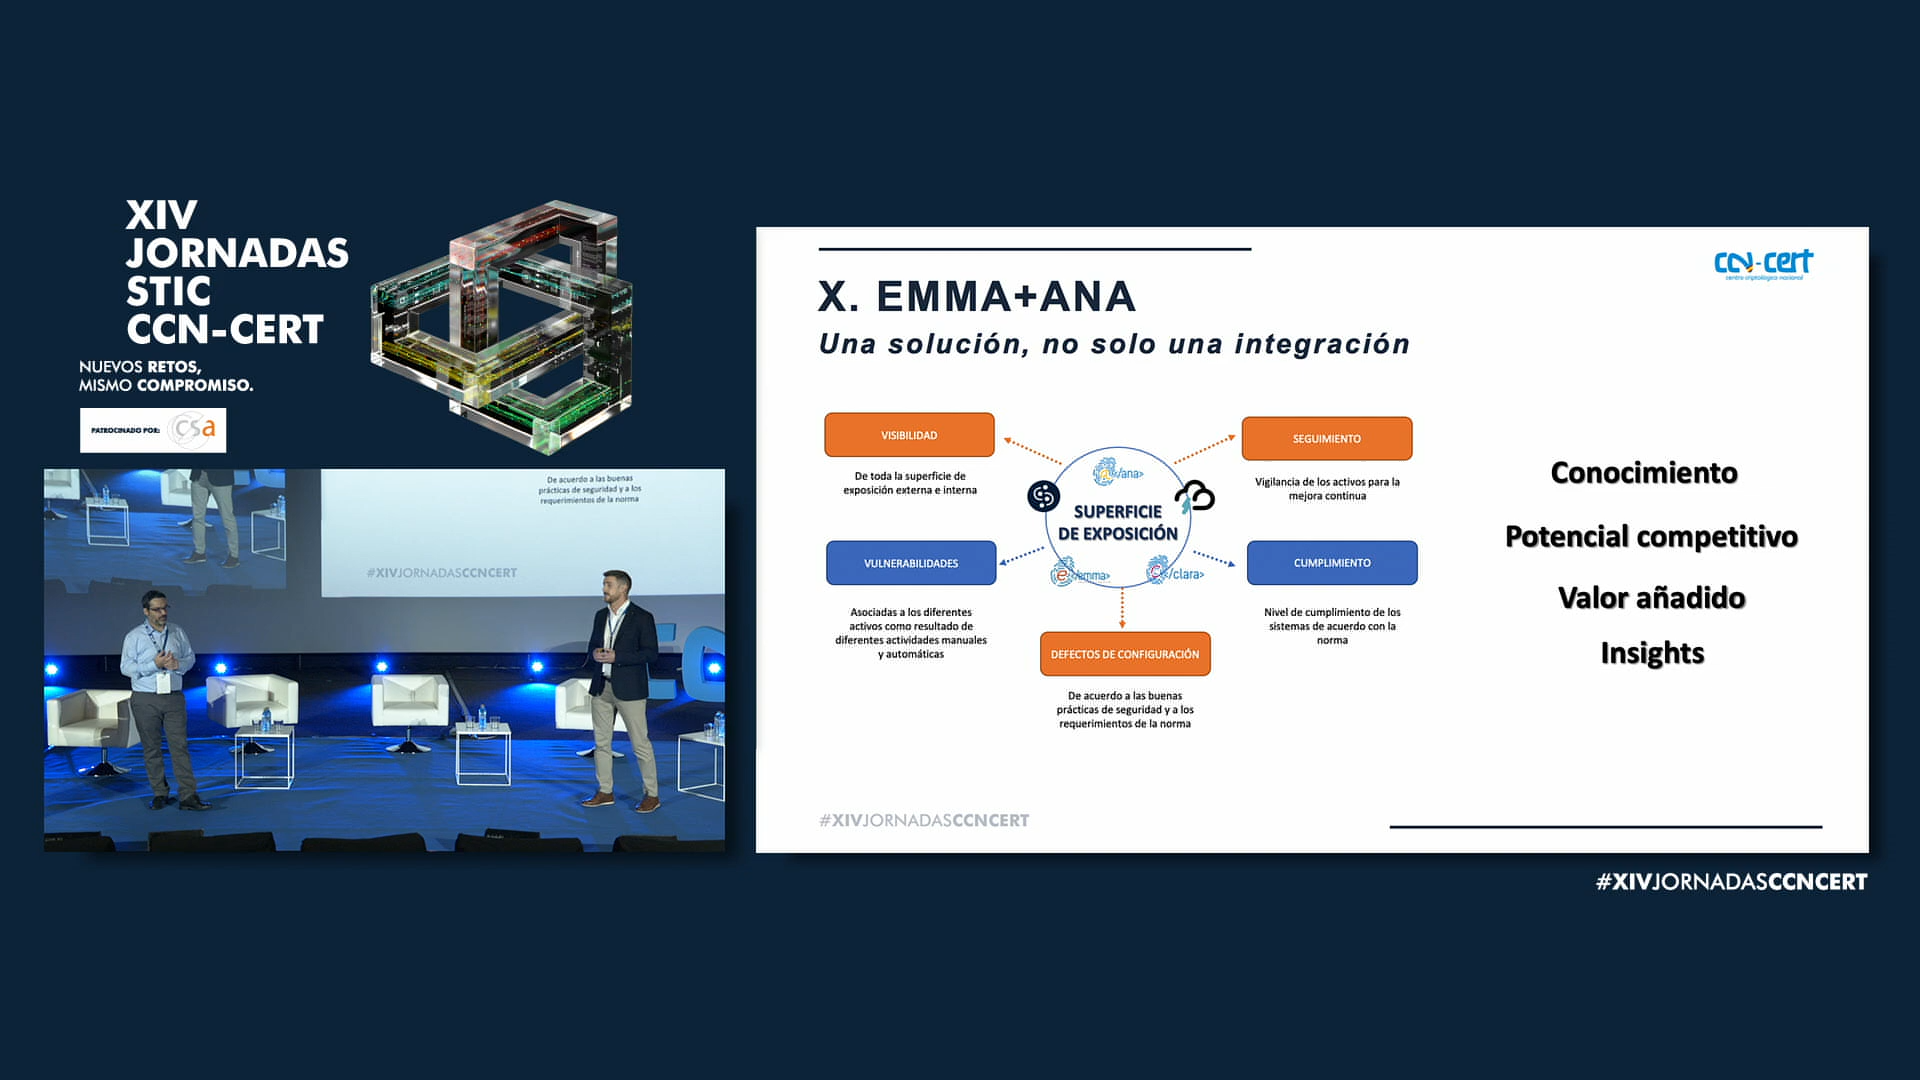 XIV
JORNADAS
STIC
CCN-CERT
NUEVOS RETOS,
MISMO COMPROMISO.
PATROCINADO POR:
csa
De acuerdo a las buenas
prácticas de seguridad y a los
requerimientos de la norma
#XIVJORNADASCCNCERT
ccn-cert
centro criptológico nacional
X. EMMA+ANA
Una solución, no solo una integración
VISIBILIDAD
De toda la superficie de
exposición externa e interna
SEGUIMIENTO
Vigilancia de los activos para la
mejora continua
</ana>
SUPERFICIE
DE EXPOSICIÓN
</emma>
</clara>
VULNERABILIDADES
Asociadas a los diferentes
activos como resultado de
diferentes actividades manuales
y automáticas
CUMPLIMIENTO
Nivel de cumplimiento de los
sistemas de acuerdo con la
norma
DEFECTOS DE CONFIGURACIÓN
De acuerdo a las buenas
prácticas de seguridad y a los
requerimientos de la norma
Conocimiento
Potencial competitivo
Valor añadido
Insights
#XIVJORNADASCCNCERT
#XIVJORNADASCCNCERT